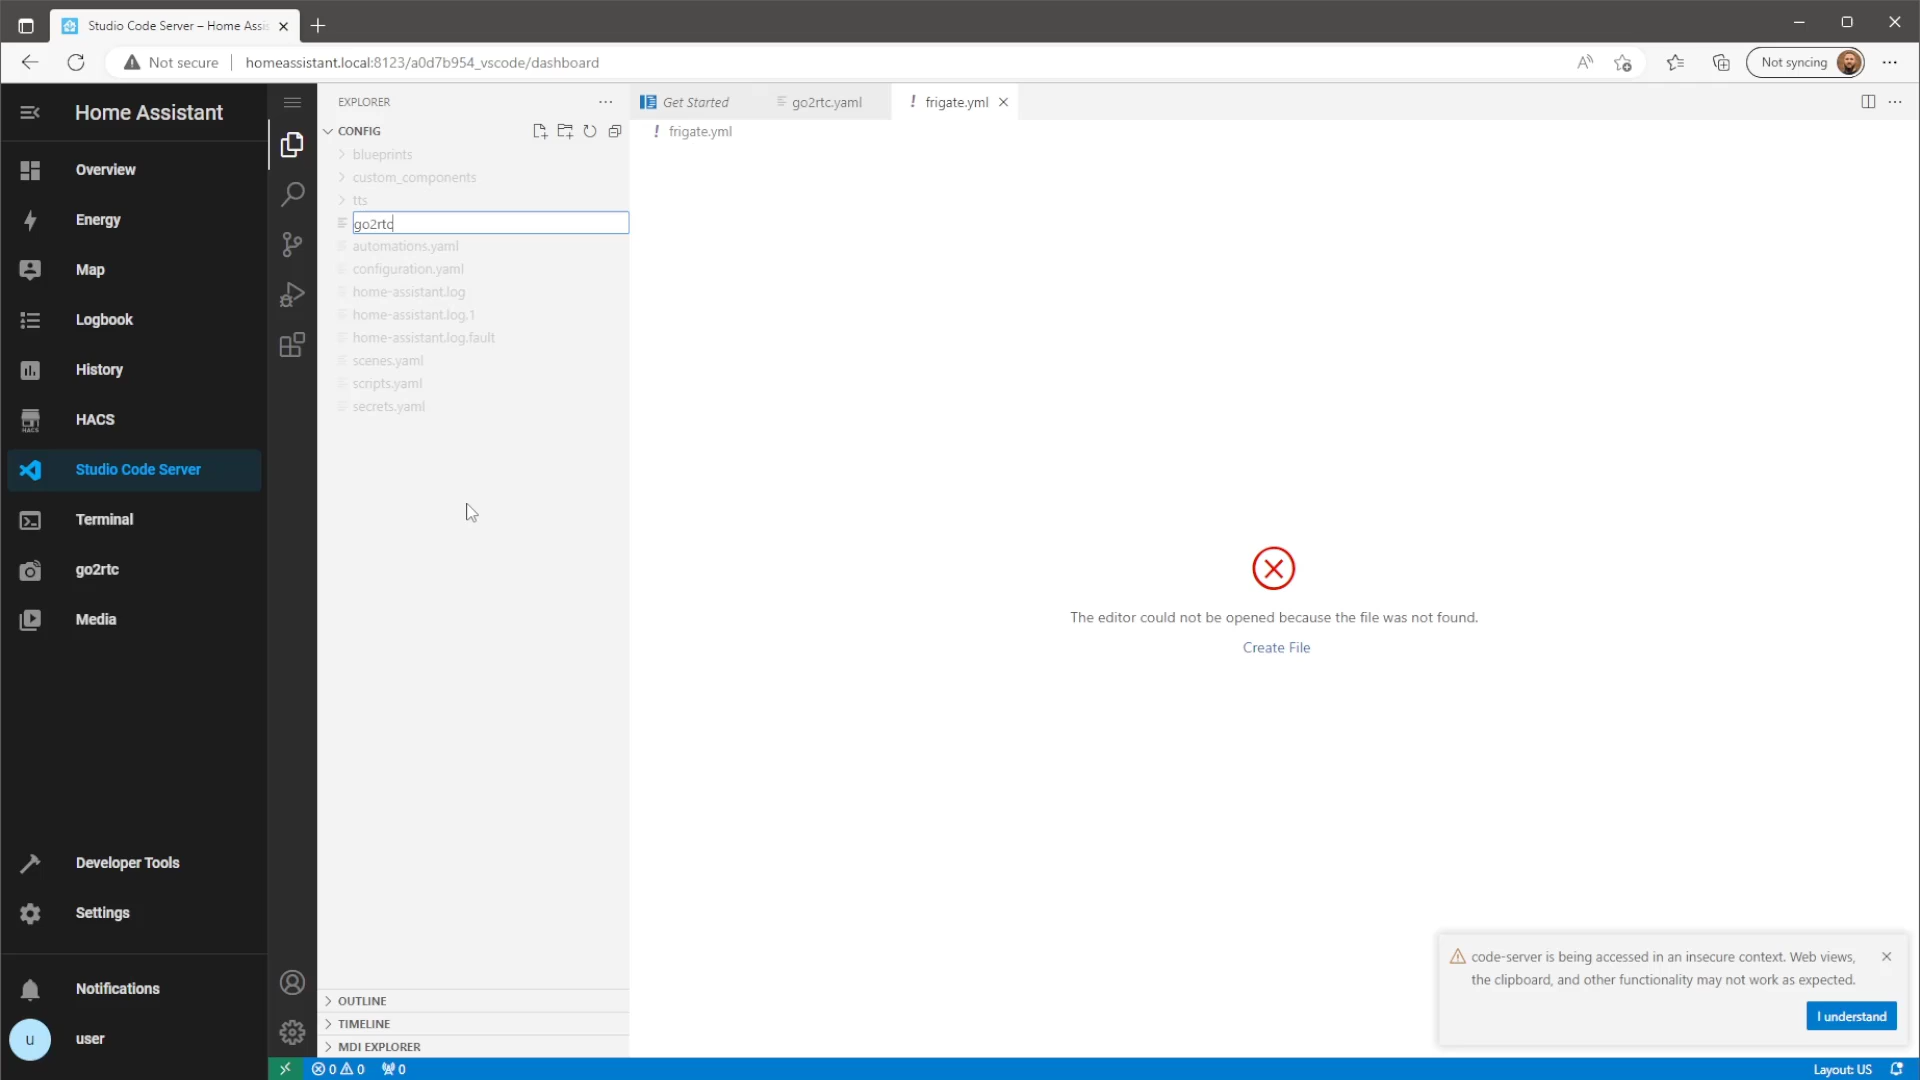 Studio Code Server – Home Assis
Not secure
homeassistant.local:8123/a0d7b954_vscode/dashboard
Not syncing
Home Assistant
Overview
Energy
Map
Logbook
History
HACS
Studio Code Server
Terminal
go2rtc
Media
Developer Tools
Settings
Notifications
u
user
EXPLORER
CONFIG
blueprints
custom_components
tts
go2rtc
automations.yaml
configuration.yaml
home-assistant.log
home-assistant.log.1
home-assistant.log.fault
scenes.yaml
scripts.yaml
secrets.yaml
OUTLINE
TIMELINE
MDI EXPLORER
Get Started
go2rtc.yaml
! frigate.yml
! frigate.yml
The editor could not be opened because the file was not found.
Create File
code-server is being accessed in an insecure context. Web views,
the clipboard, and other functionality may not work as expected.
I understand
0 0 0
Layout: US